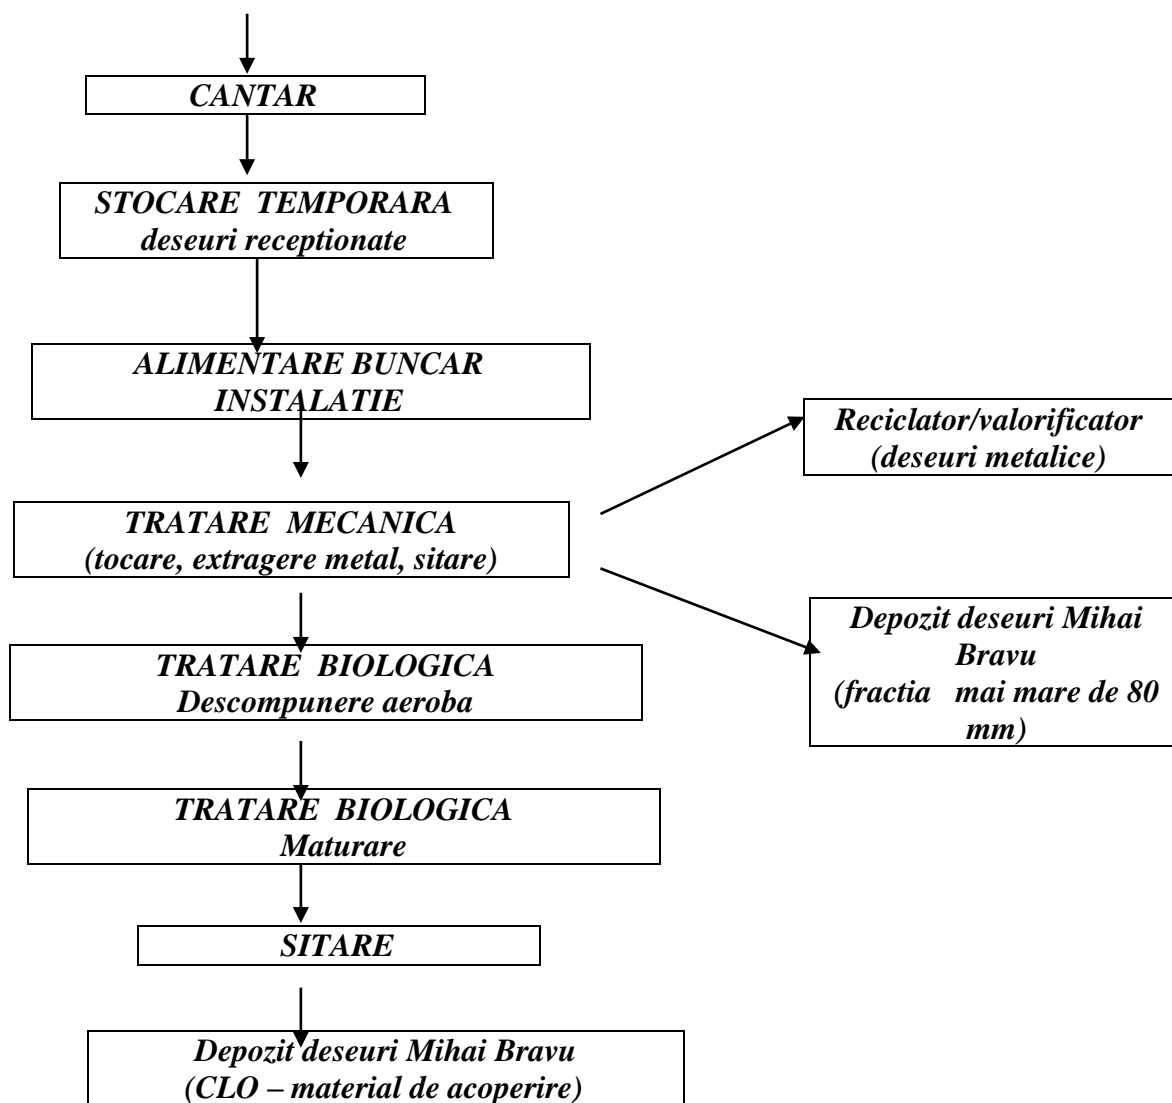 CANTAR
STOCARE TEMPORARA
deseuri receptionate
ALIMENTARE BUNCAR
INSTALATIE
Reciclator/valorificator
(deseuri metalice)
TRATARE MECANICA
(tocare, extragere metal, sitare)
Depozit deseuri Mihai
Bravu
(fractia mai mare de 80
mm)
TRATARE BIOLOGICA
Descompunere aeroba
TRATARE BIOLOGICA
Maturare
SITARE
Depozit deseuri Mihai Bravu
(CLO – material de acoperire)